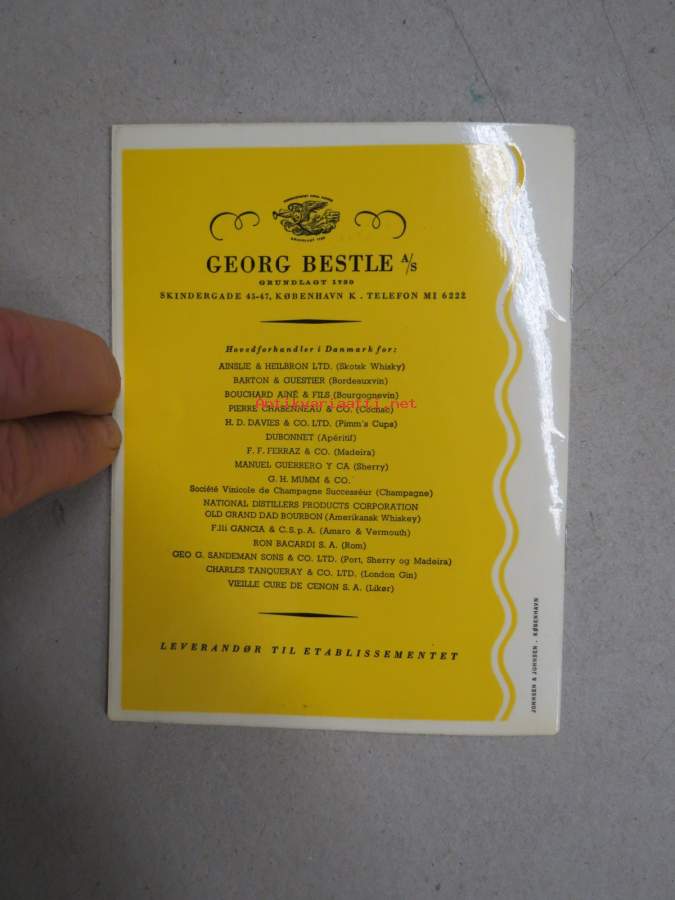 GEORG BESTLE A/S
GRUNDLAGT 1780
SKINDERGADE 45-47, KØBENHAVN K. TELEFON MI 6222
Hovedforhandler i Danmark for:
AINSLIE & HEILBRON LTD. (Skotsk Whisky)
BARTON & GUESTIER (Bordeauxvin)
BOUCHARD AINÉ & FILS (Bourgognevin)
Antikvariaatti.net
PIERRE CHABENNEAU & CO. (Cocnac)
H. D. DAVIES & CO. LTD. (Pimm's Cups)
DUBONNET (Apéritif)
F. F. FERRAZ & CO. (Madeira)
MANUEL GUERRERO Y CA (Sherry)
G. H. MUMM & CO.
Société Vinicole de Champagne Successéur (Champagne)
NATIONAL DISTILLERS PRODUCTS CORPORATION
OLD GRAND DAD BOURBON (Amerikansk Whiskey)
F.lli GANCIA & C.S.p.A. (Amaro & Vermouth)
RON BACARDI S. A. (Rom)
GEO G. SANDEMAN SONS & CO. LTD. (Port, Sherry og Madeira)
CHARLES TANQUERAY & CO. LTD. (London Gin)
VIEILLE CURE DE CENON S. A. (Likør)
LEVERANDØR TIL ETABLISSEMENTET
JOHNSEN & JOHNSEN . KØBENHAVN